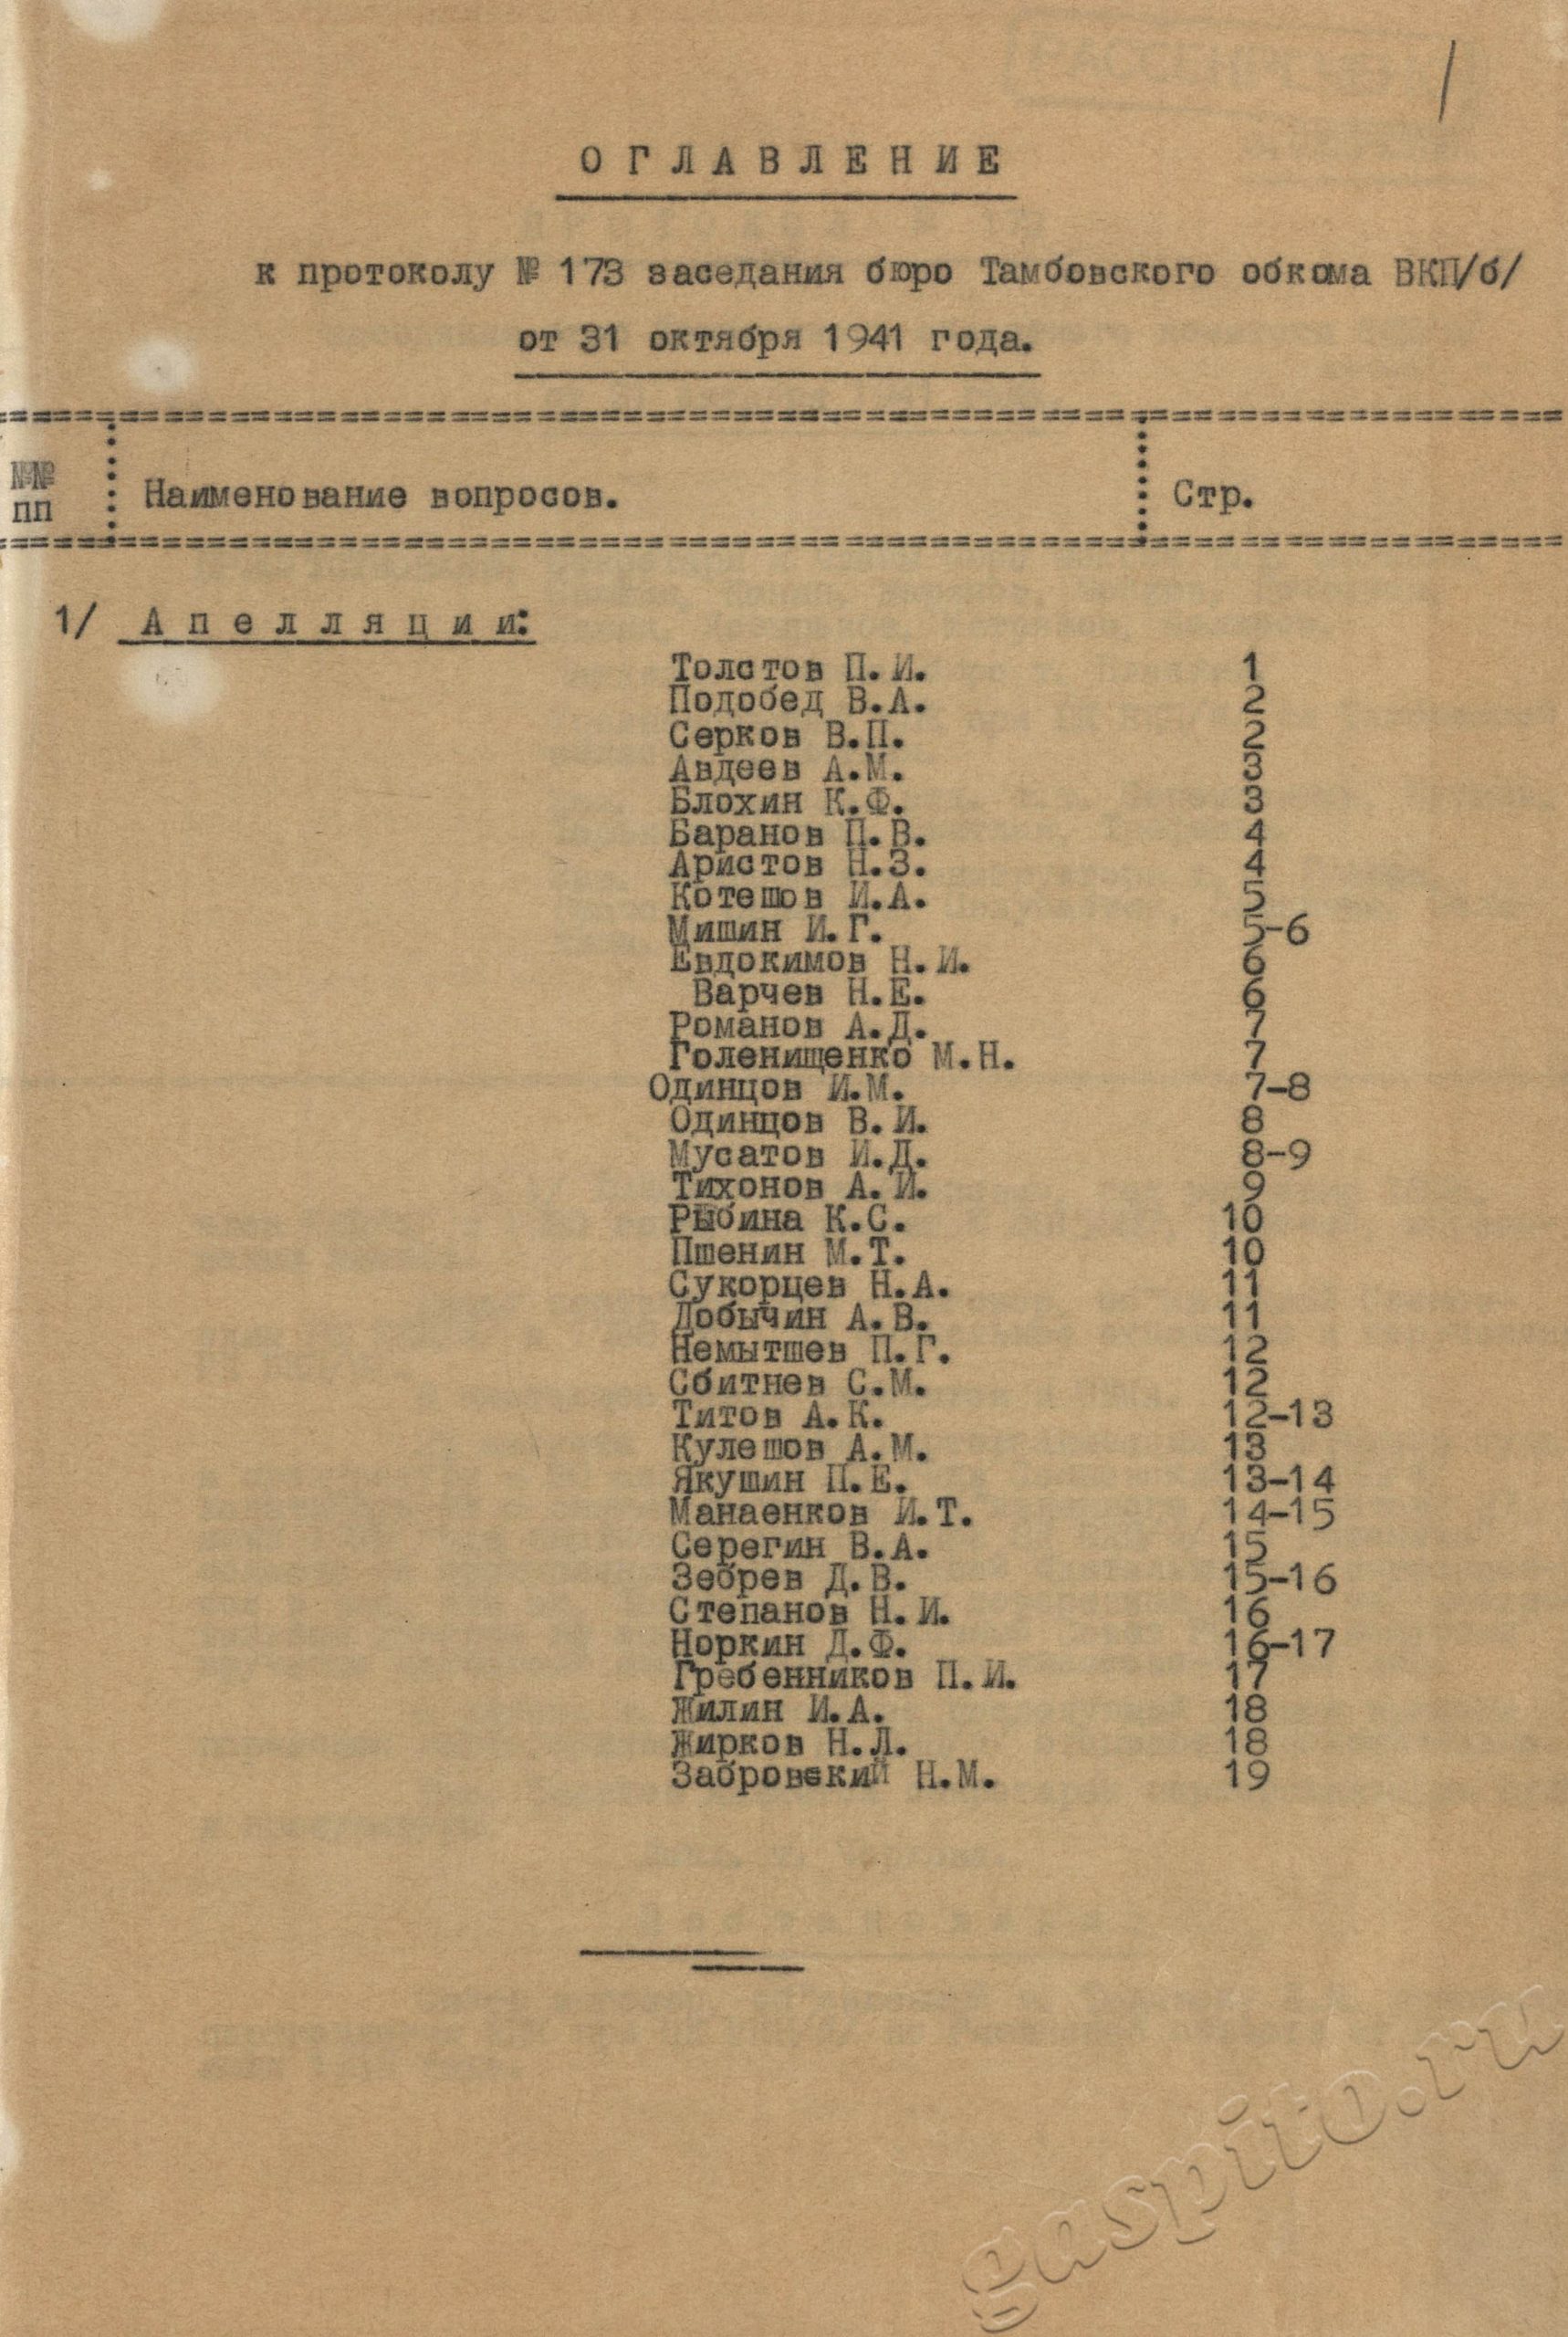 О Г Л А В Л Е Н И Е
к протоколу № 173 заседания бюро Тамбовского обкома ВКП/б/
от 31 октября 1941 года.
№№ пп Наименование вопросов. Стр.
1/ А п е л л я ц и и:
Толстов П.И. 1
Подобед В.А. 2
Серков В.П. 2
Авдеев А.М. 3
Блохин К.Ф. 3
Баранов П.В. 4
Аристов Н.З. 4
Котешов И.А. 5
Мишин И.Г. 5-6
Евдокимов Н.И. 6
Варчев Н.Е. 6
Романов А.Д. 7
Голенищенко М.Н. 7
Одинцов И.М. 7-8
Одинцов В.И. 8
Мусатов И.Д. 8-9
Тихонов А.И. 9
Рыбина К.С. 10
Пшенин М.Т. 10
Сукорцев Н.А. 11
Добычин А.В. 11
Немытшев П.Г. 12
Сбитнев С.М. 12
Титов А.К. 12-13
Кулешов А.М. 13
Якушин П.Е. 13-14
Манаенков И.Т. 14-15
Серегин В.А. 15
Зебрев Д.В. 15-16
Степанов Н.И. 16
Норкин Д.Ф. 16-17
Гребенников П.И. 17
Жилин И.А. 18
Жирков Н.Л. 18
Забровский Н.М. 19
gaspito.ru